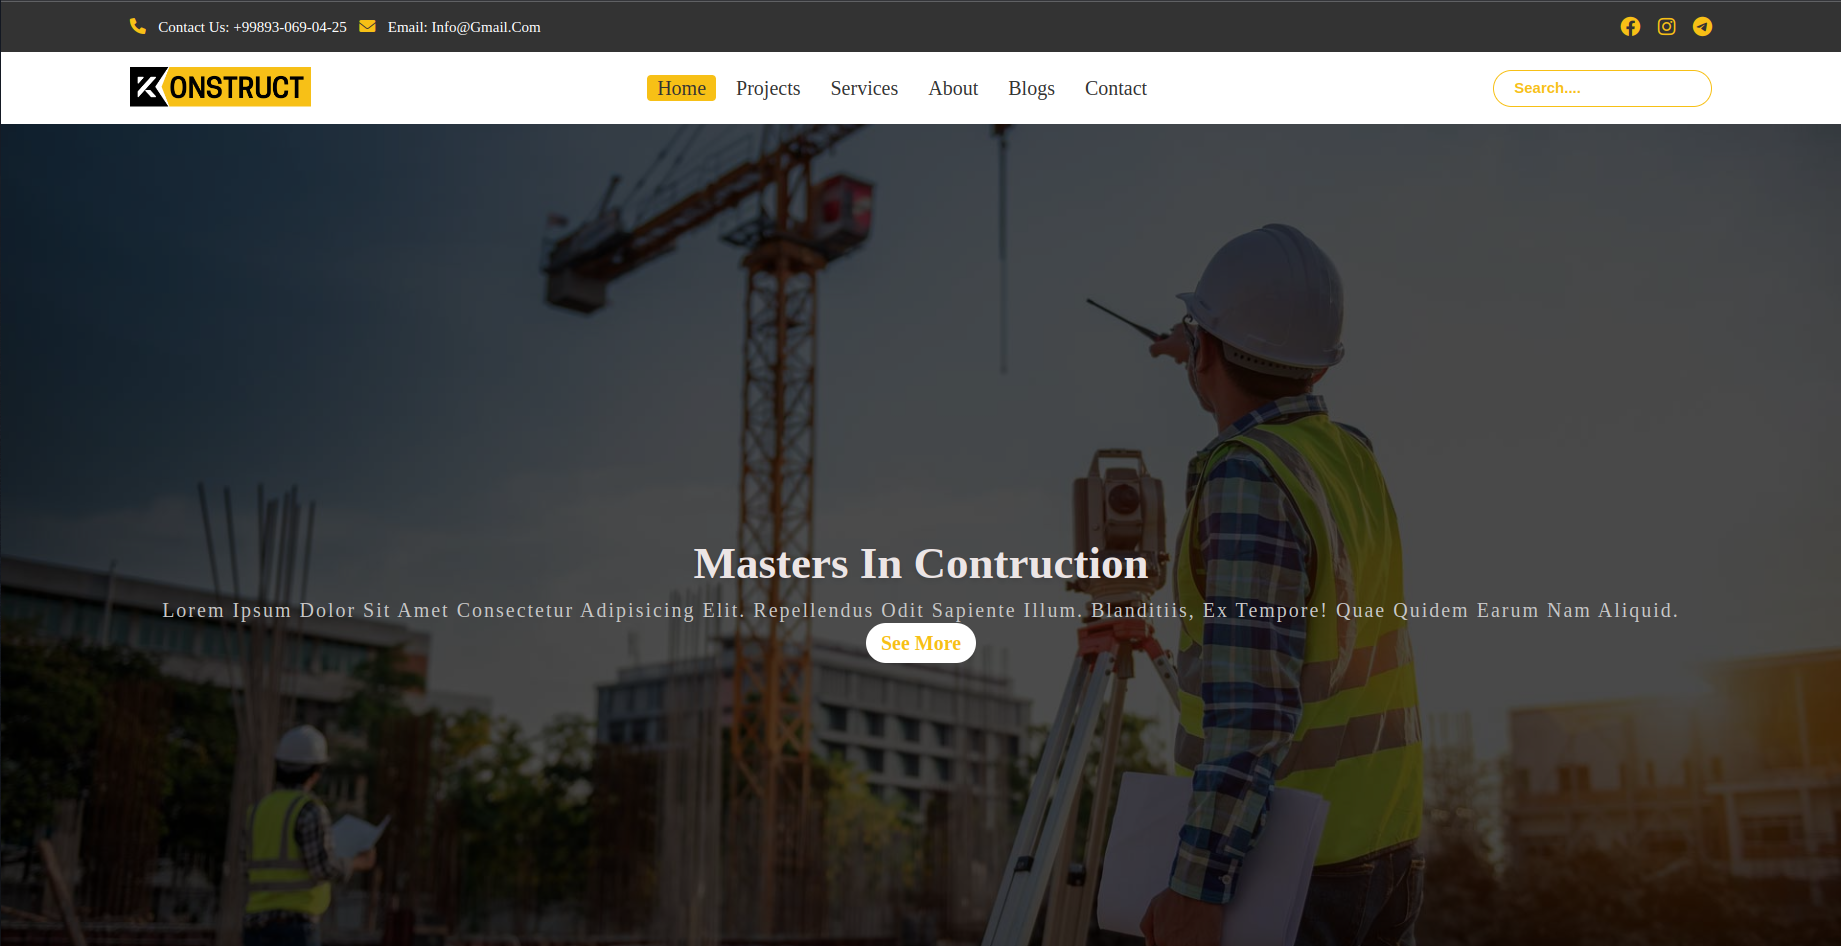 Contact Us: +99893-069-04-25 Email: Info@Gmail.Com
KONSTRUCT Home Projects Services About Blogs Contact Search....
Masters In Contruction
Lorem Ipsum Dolor Sit Amet Consectetur Adipisicing Elit. Repellendus Odit Sapiente Illum. Blanditiis, Ex Tempore! Quae Quidem Earum Nam Aliquid.
See More